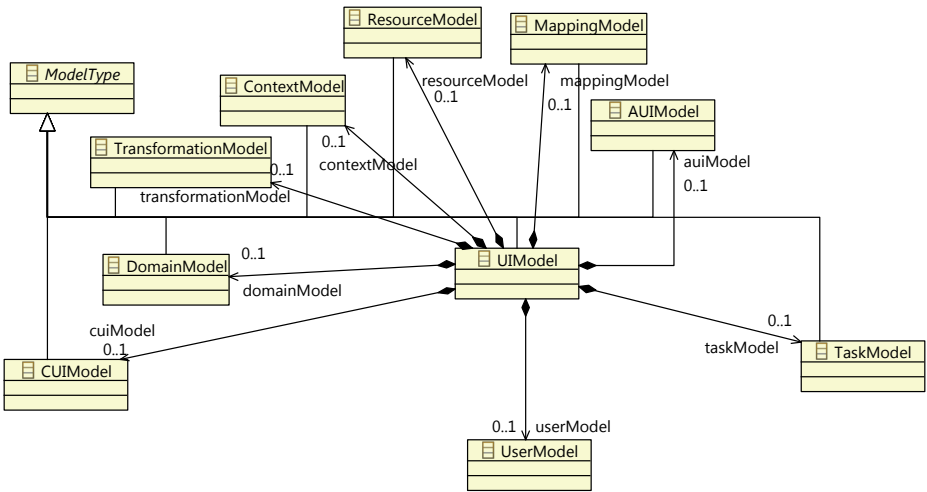 ResourceModel
MappingModel
ModelType
ContextModel
resourceModel
mappingModel
0..1
0..1
AUIModel
TransformationModel
0..1
contextModel
auiModel
0..1
transformationModel
0..1
UIModel
DomainModel
0..1
domainModel
cuiModel
0..1
0..1
taskModel
CUIModel
TaskModel
0..1
userModel
UserModel